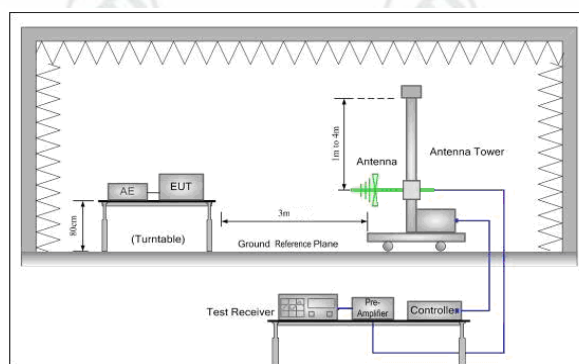 1m to 4m
Antenna
Antenna Tower
AE
EUT
80cm
(Turntable)
3m
Ground Reference Plane
Test Receiver
Pre-
Amplifier
Controller